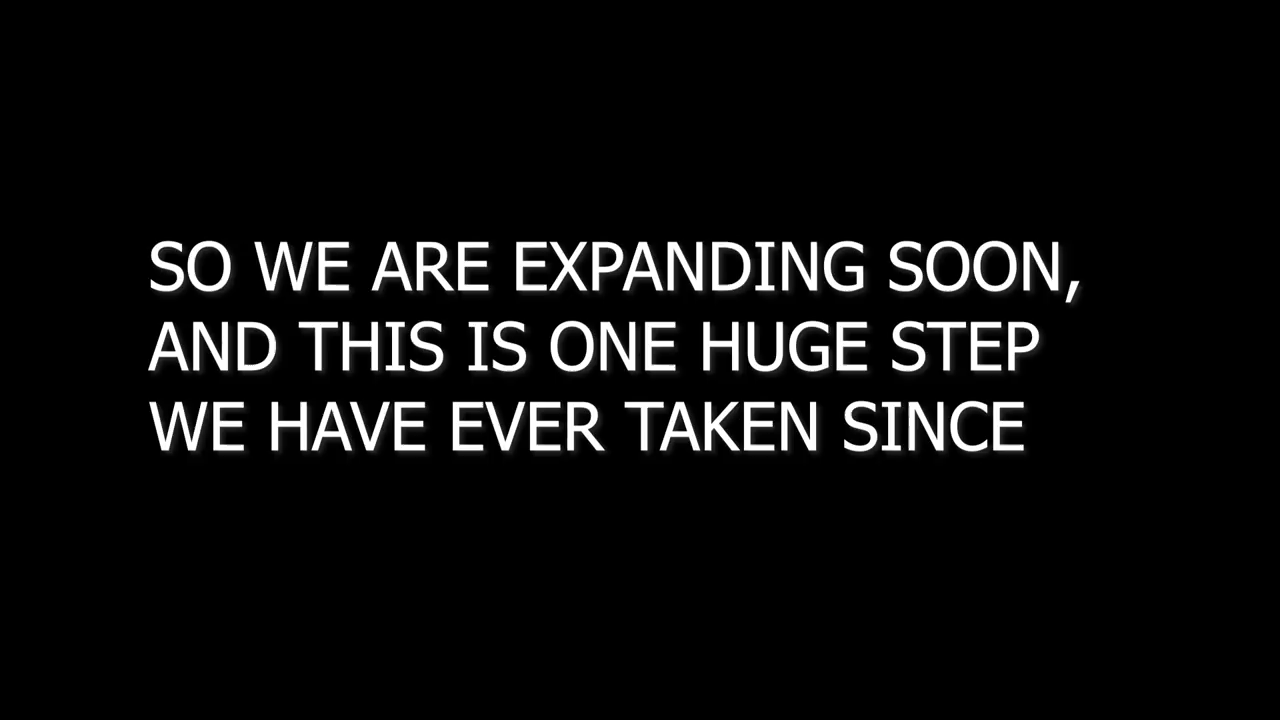 SO WE ARE EXPANDING SOON,
AND THIS IS ONE HUGE STEP
WE HAVE EVER TAKEN SINCE